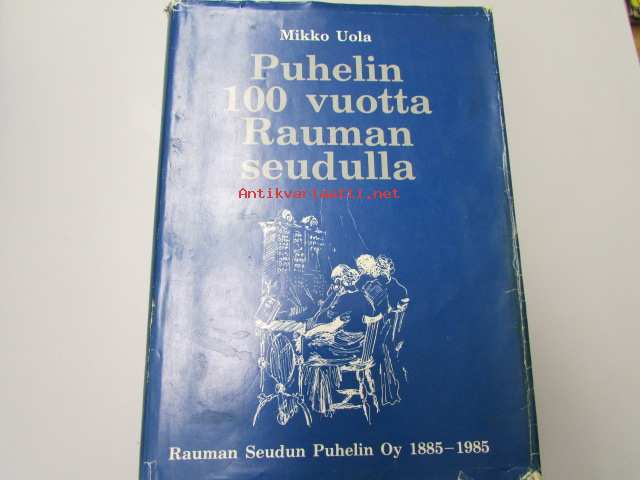 Mikko Uola
Puhelin
100 vuotta
Rauman
seudulla
Antikvariaatti.net
Rauman Seudun Puhelin Oy 1885–1985